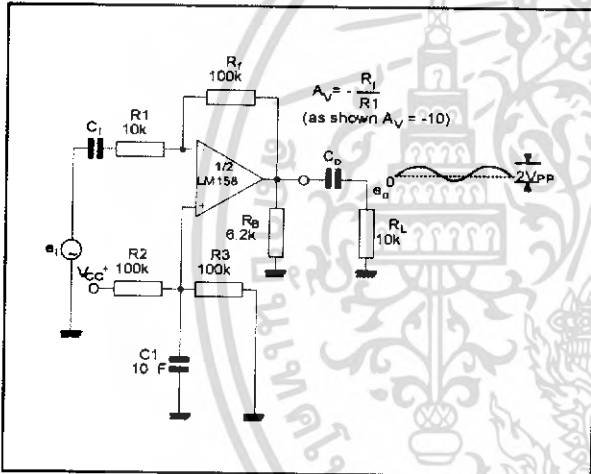 Rf
100k
AV = - Rf
R1
(as shown AV = -10)
R1
10k
CI
1/2
LM158
Co
eo
0
2VPP
RB
6.2k
RL
10k
eI
VCC+
R2
100k
R3
100k
C1
10 F